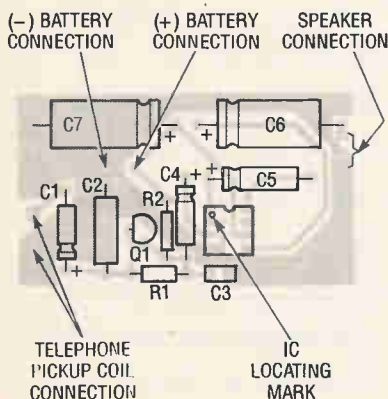 (–) BATTERY CONNECTION
(+) BATTERY CONNECTION
SPEAKER CONNECTION
C7
+
+
C6
C4
+
±
C5
C1
C2
R2
Q1
+
R1
C3
TELEPHONE PICKUP COIL CONNECTION
IC LOCATING MARK